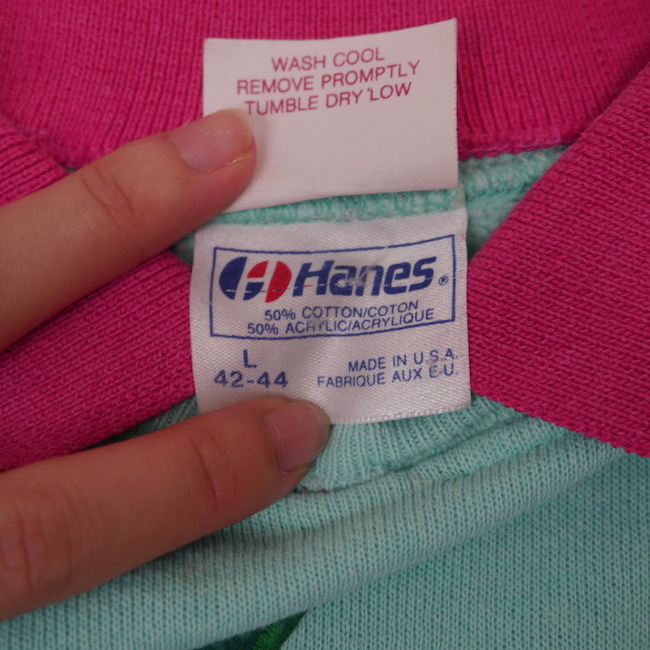 WASH COOL
REMOVE PROMPTLY
TUMBLE DRY LOW
Hanes®
50% COTTON/COTON
50% ACRYLIC/ACRYLIQUE
L
42-44
MADE IN U.S.A.
FABRIQUE AUX E-U.